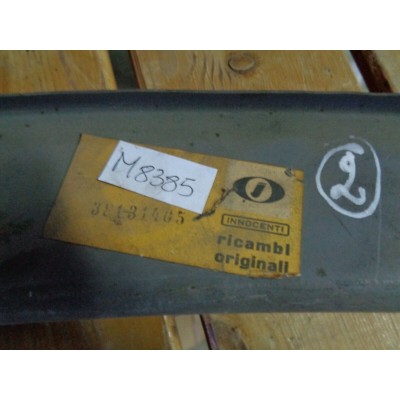 M8385
INNOCENTI
ricambi
originali
2